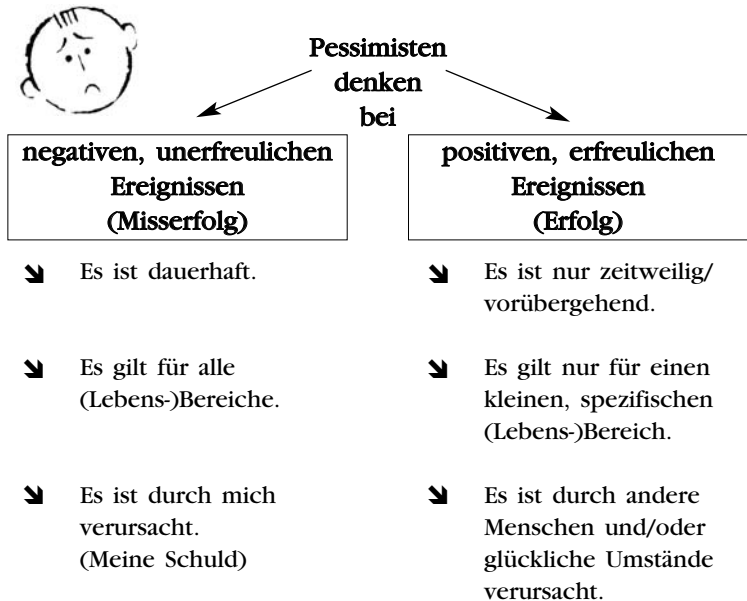 Pessimisten
denken
bei
negativen, unerfreulichen
Ereignissen
(Misserfolg)
positiven, erfreulichen
Ereignissen
(Erfolg)
Es ist dauerhaft.
Es gilt für alle
(Lebens-)Bereiche.
Es ist durch mich
verursacht.
(Meine Schuld)
Es ist nur zeitweilig/
vorübergehend.
Es gilt nur für einen
kleinen, spezifischen
(Lebens-)Bereich.
Es ist durch andere
Menschen und/oder
glückliche Umstände
verursacht.